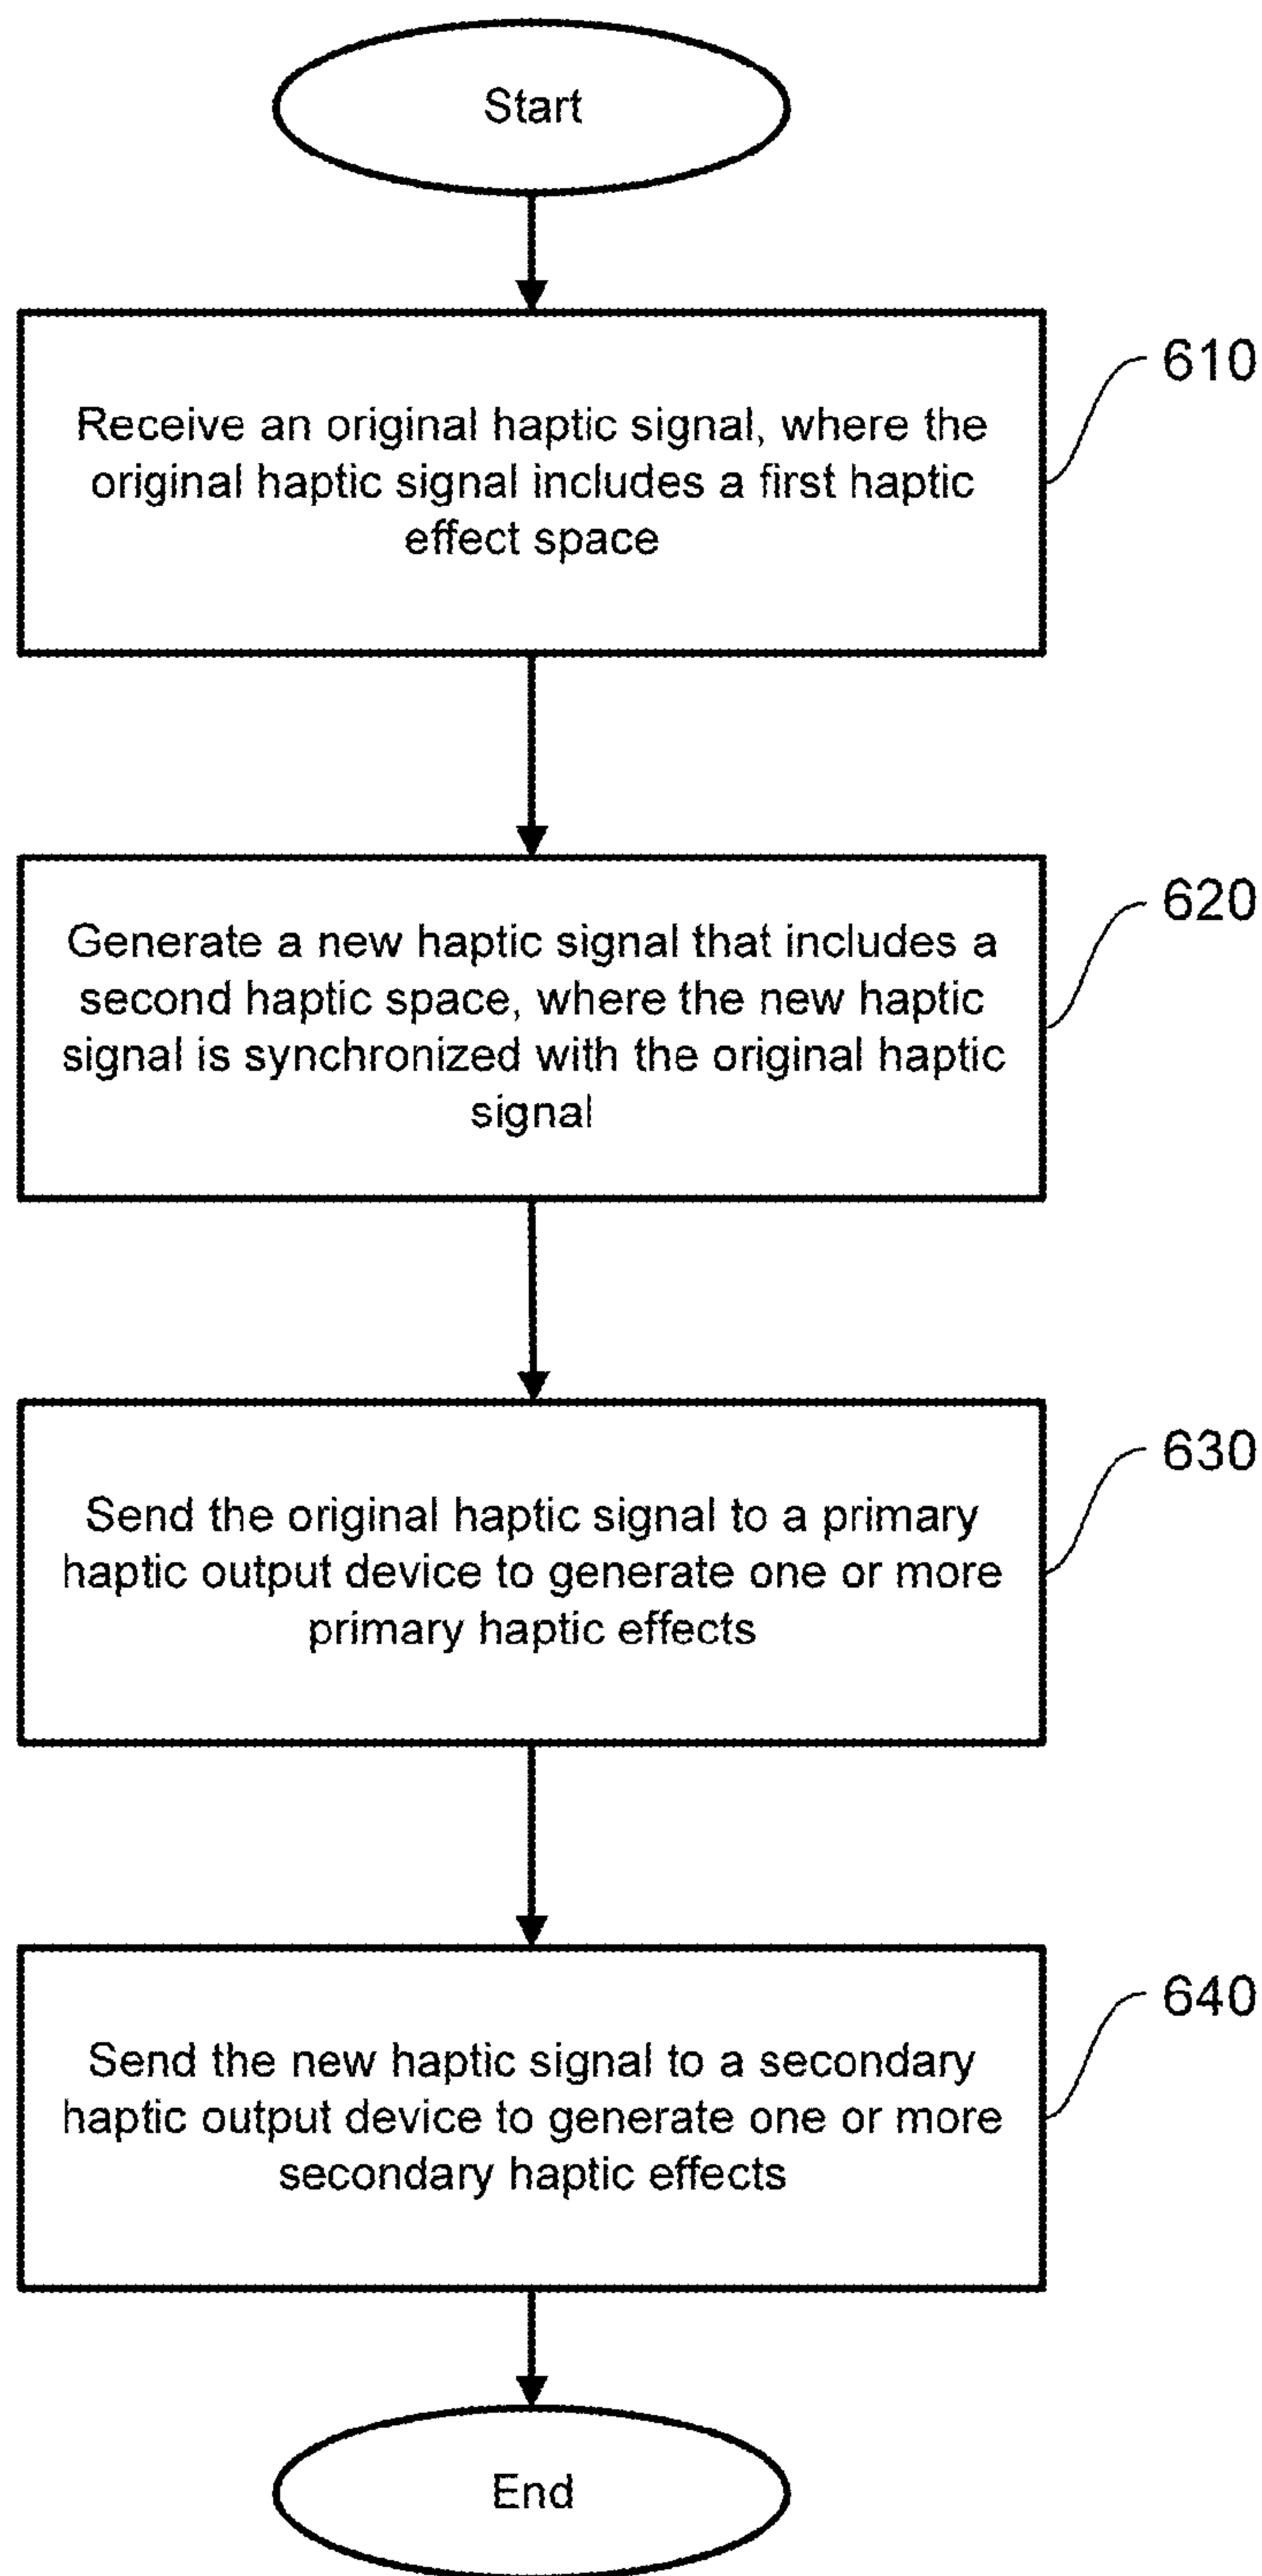 Start
610
Receive an original haptic signal, where the
original haptic signal includes a first haptic
effect space
620
Generate a new haptic signal that includes a
second haptic space, where the new haptic
signal is synchronized with the original haptic
signal
630
Send the original haptic signal to a primary
haptic output device to generate one or more
primary haptic effects
640
Send the new haptic signal to a secondary
haptic output device to generate one or more
secondary haptic effects
End